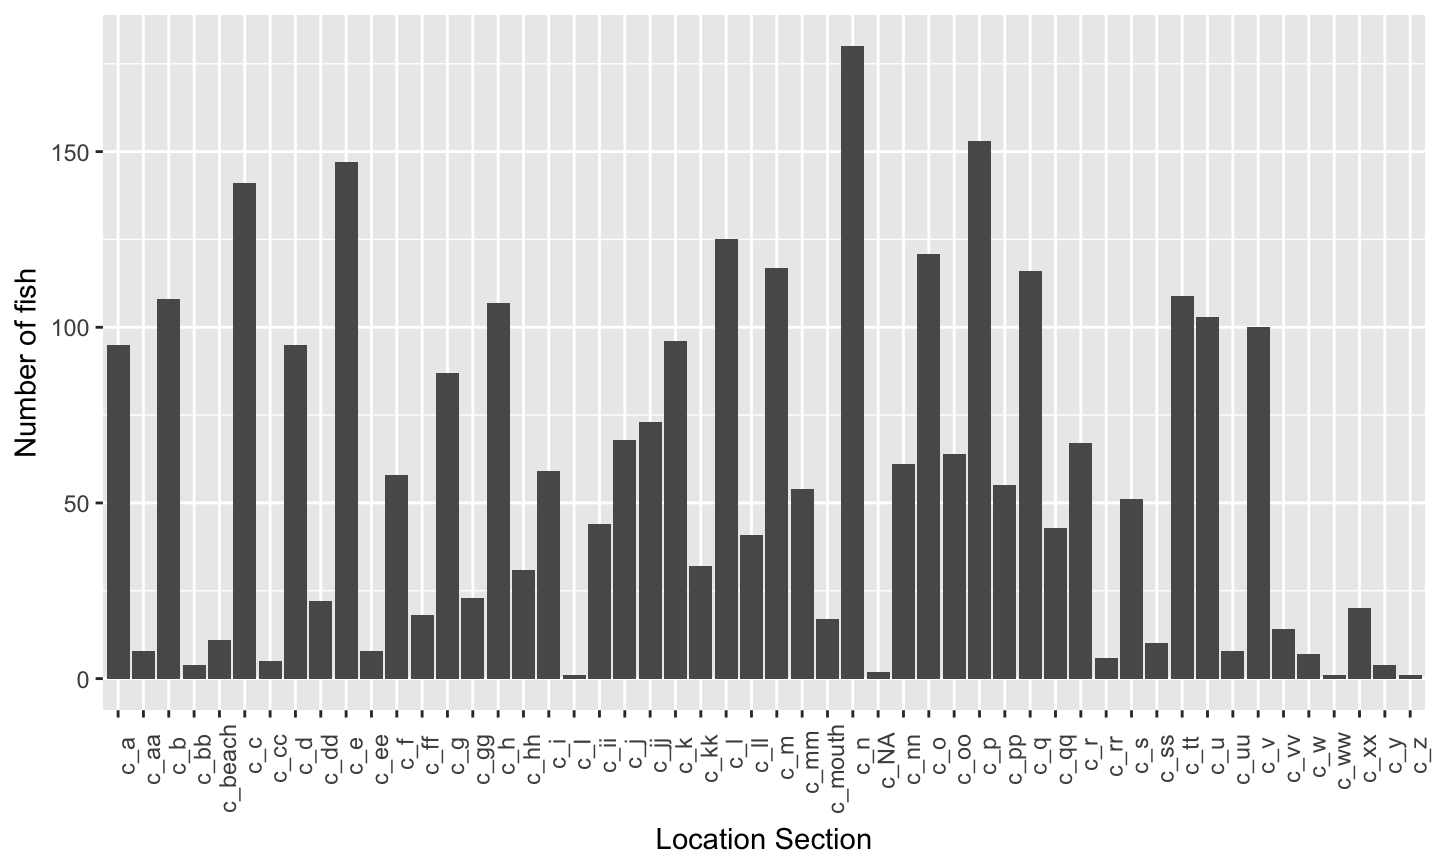 Number of fish
150
100
50
0
c_a
c_aa
c_b
c_bb
c_beach
c_c
c_cc
c_d
c_dd
c_e
c_ee
c_f
c_ff
c_g
c_gg
c_h
c_hh
c_i
c_I
c_ii
c_j
c_jj
c_k
c_kk
c_l
c_ll
c_m
c_mm
c_mouth
c_n
c_NA
c_nn
c_o
c_oo
c_p
c_pp
c_q
c_qq
c_r
c_rr
c_s
c_ss
c_tt
c_u
c_uu
c_v
c_vv
c_w
c_ww
c_xx
c_y
c_z
Location Section